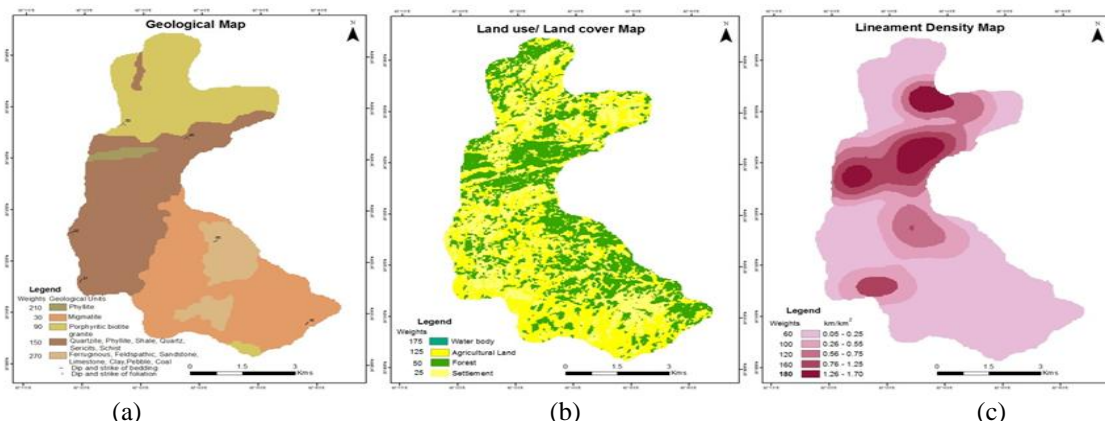 Geological Map
N
Legend
Weights Geological Units
210 Phyllite
30 Migmatite
90 Porphyritic biotite
granite
150 Quartzite, Phyllite, Shale, Quartz,
Sericits, Schist
270 Ferruginous, Feldspathic, Sandstone,
Limestone, Clay,Pebble, Coal
Dip and strike of bedding
Dip and strike of foliation
0 1.5 3
Kms
(a)
Land use/ Land cover Map
N
Legend
Weights
175 Water body
125 Agricultural Land
50 Forest
25 Settlement
0 1.5 3
Kms
(b)
Lineament Density Map
N
Legend
Weights km/km²
60 0.05 - 0.25
100 0.26 - 0.55
120 0.56 - 0.75
160 0.76 - 1.25
180 1.26 - 1.70
0 1.5 3
Kms
(c)